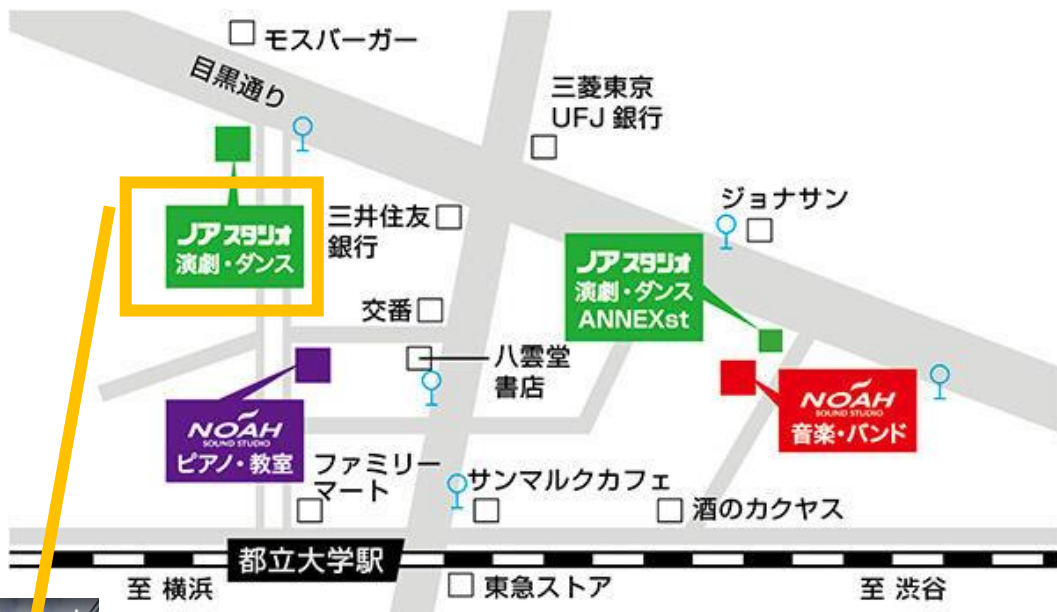 モスバーガー
目黒通り
三菱東京
UFJ 銀行
ジョナサン
三井住友
銀行
ノアスタジオ
演劇・ダンス
ノアスタジオ
演劇・ダンス
ANNEXst
交番
八雲堂
書店
NOAH
SOUND STUDIO
ピアノ・教室
NOAH
SOUND STUDIO
音楽・バンド
ファミリー
マート
サンマルクカフェ
酒のカクヤス
都立大学駅
至 横浜
東急ストア
至 渋谷